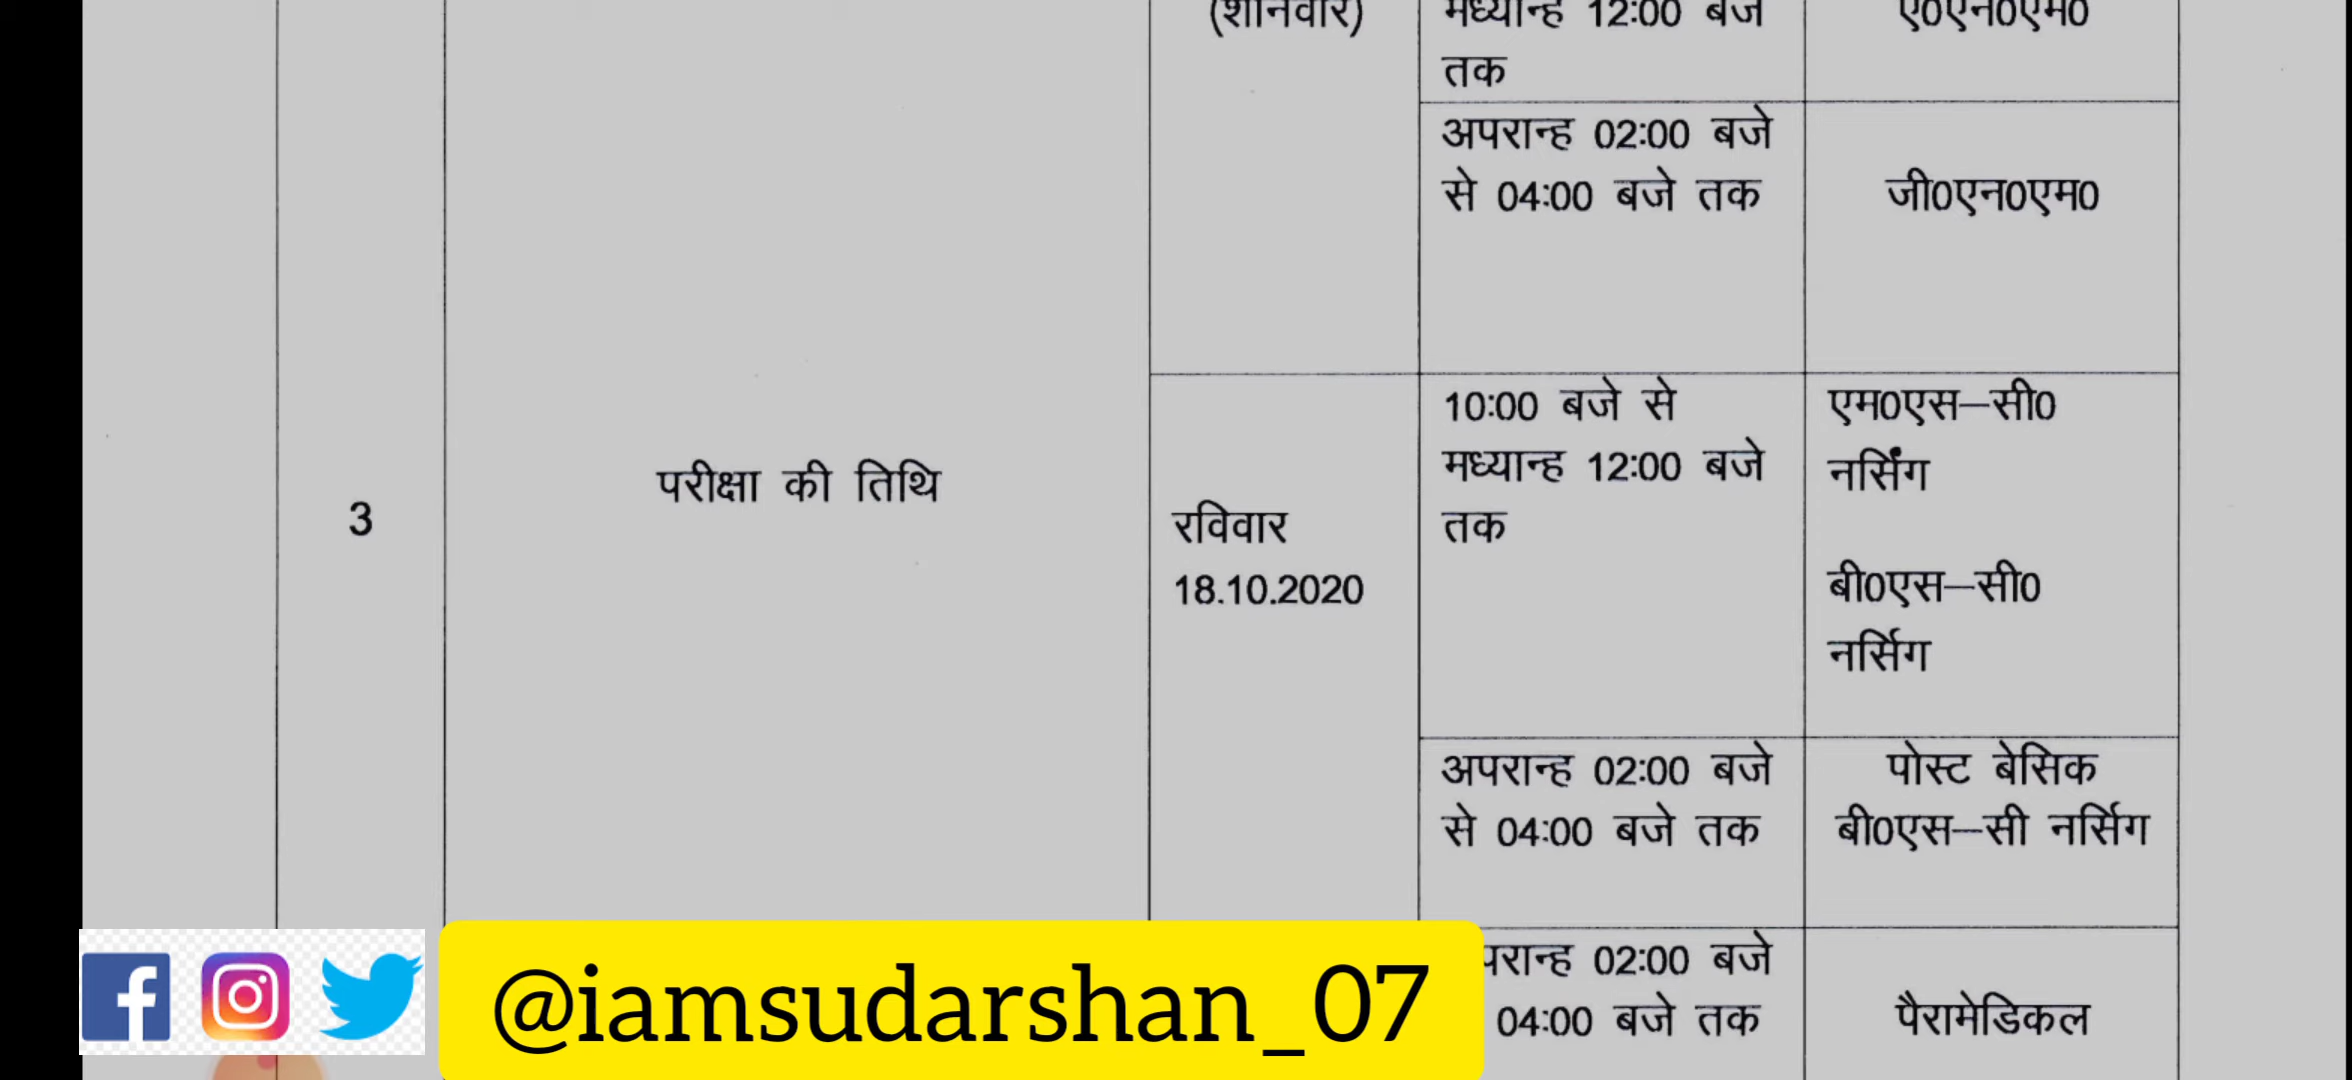 (शनिवार)
मध्यान्ह 12:00 बजे
तक
ए0एन0एम0
अपरान्ह 02:00 बजे
से 04:00 बजे तक
जी0एन0एम0
3
परीक्षा की तिथि
रविवार
18.10.2020
10:00 बजे से
मध्यान्ह 12:00 बजे
तक
एम0एस–सी0
नर्सिंग
बी0एस–सी0
नर्सिंग
अपरान्ह 02:00 बजे
से 04:00 बजे तक
पोस्ट बेसिक
बी0एस–सी नर्सिंग
02:00 बजे
04:00 बजे तक
पैरामेडिकल
@iamsudarshan_07